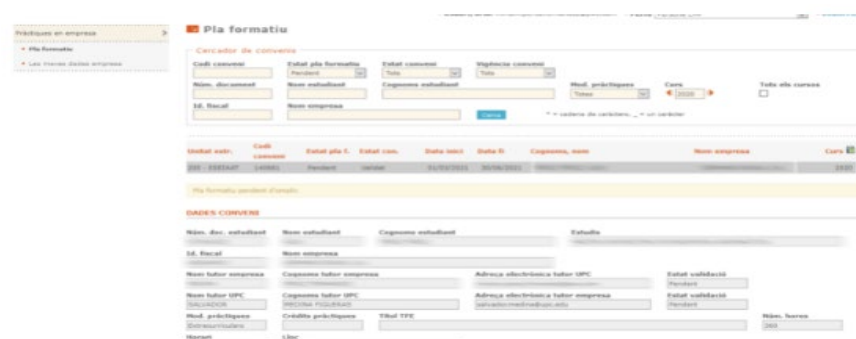 Pràctiques en empresa
Pla formatiu
Les meves dades empresa
Pla formatiu
Cercador de convenis
Codi conveni Estat pla formatiu Estat conveni Vigència conveni
Pendent Tots Tots
Núm. document Nom estudiant Cognoms estudiant Mod. pràctiques Curs Tots els cursos
Totes 2020
Id. fiscal Nom empresa
Cerca * = cadena de caràcters, _ = un caràcter
Unitat estr. Codi conveni Estat pla f. Estat con. Data inici Data fi Cognoms, nom Nom empresa Curs
Pendent 01/03/2021 30/06/2021 2020
Pla formatiu pendent d'omplir.
DADES CONVENI
Núm. doc. estudiant Nom estudiant Cognoms estudiant Estudis
Id. fiscal Nom empresa
Nom tutor empresa Cognoms tutor empresa Adreça electrònica tutor UPC Estat validació
Pendent
Nom tutor UPC Cognoms tutor UPC Adreça electrònica tutor empresa Estat validació
SALVADOR MEDINA FIGUERAS salvador.medina@upc.edu Pendent
Mod. pràctiques Crèdits pràctiques Títol TFE Núm. hores
Extracurriculars
Horari Lloc